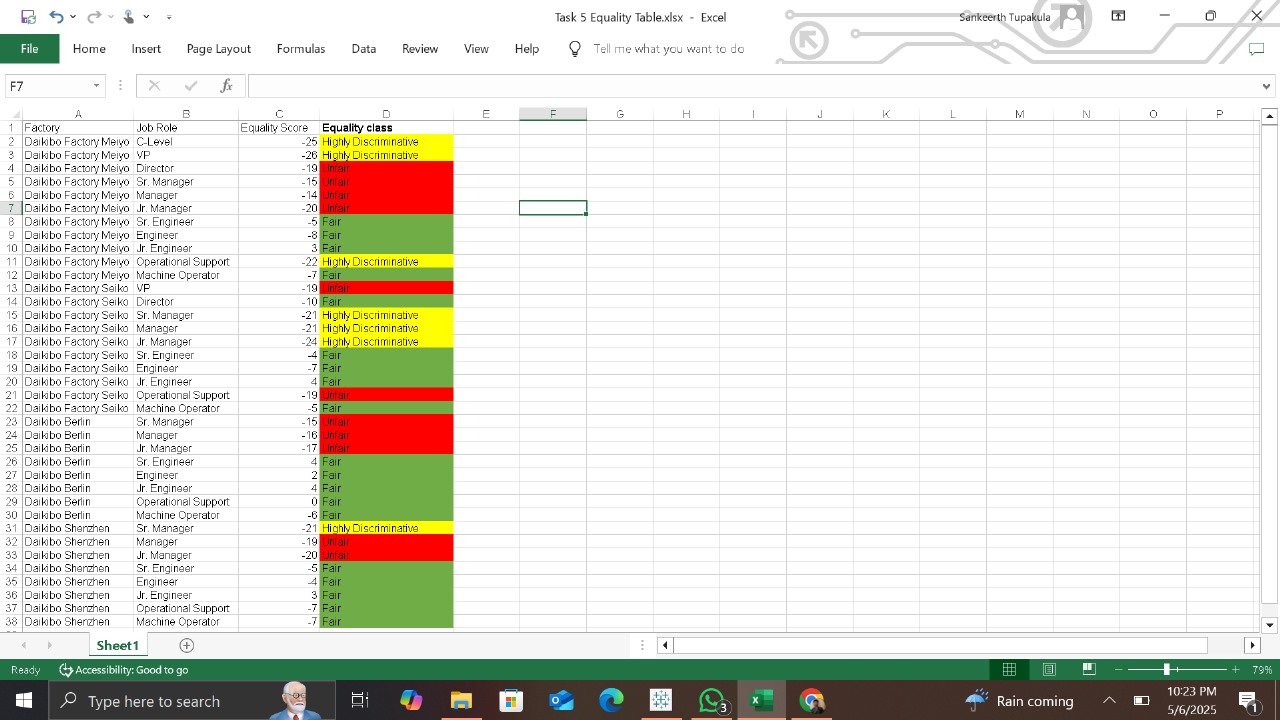 Task 5 Equality Table.xlsx - Excel
Sankeerth Tupakula
File Home Insert Page Layout Formulas Data Review View Help Tell me what you want to do
F7 fx
A B C D E F G H I J K L M N O P
1 Factory Job Role Equality Score Equality class
2 Daikibo Factory Meiyo C-Level -25 Highly Discriminative
3 Daikibo Factory Meiyo VP -26 Highly Discriminative
4 Daikibo Factory Meiyo Director -19 Unfair
5 Daikibo Factory Meiyo Sr. Manager -15 Unfair
6 Daikibo Factory Meiyo Manager -14 Unfair
7 Daikibo Factory Meiyo Jr. Manager -20 Unfair
8 Daikibo Factory Meiyo Sr. Engineer -5 Fair
9 Daikibo Factory Meiyo Engineer -8 Fair
10 Daikibo Factory Meiyo Jr. Engineer 3 Fair
11 Daikibo Factory Meiyo Operational Support -22 Highly Discriminative
12 Daikibo Factory Meiyo Machine Operator -7 Fair
13 Daikibo Factory Seiko VP -19 Unfair
14 Daikibo Factory Seiko Director -10 Fair
15 Daikibo Factory Seiko Sr. Manager -21 Highly Discriminative
16 Daikibo Factory Seiko Manager -21 Highly Discriminative
17 Daikibo Factory Seiko Jr. Manager -24 Highly Discriminative
18 Daikibo Factory Seiko Sr. Engineer -4 Fair
19 Daikibo Factory Seiko Engineer -7 Fair
20 Daikibo Factory Seiko Jr. Engineer 4 Fair
21 Daikibo Factory Seiko Operational Support -19 Unfair
22 Daikibo Factory Seiko Machine Operator -5 Fair
23 Daikibo Berlin Sr. Manager -15 Unfair
24 Daikibo Berlin Manager -16 Unfair
25 Daikibo Berlin Jr. Manager -17 Unfair
26 Daikibo Berlin Sr. Engineer 4 Fair
27 Daikibo Berlin Engineer 2 Fair
28 Daikibo Berlin Jr. Engineer 4 Fair
29 Daikibo Berlin Operational Support 0 Fair
30 Daikibo Berlin Machine Operator -6 Fair
31 Daikibo Shenzhen Sr. Manager -21 Highly Discriminative
32 Daikibo Shenzhen Manager -19 Unfair
33 Daikibo Shenzhen Jr. Manager -20 Unfair
34 Daikibo Shenzhen Sr. Engineer -5 Fair
35 Daikibo Shenzhen Engineer -4 Fair
36 Daikibo Shenzhen Jr. Engineer 3 Fair
37 Daikibo Shenzhen Operational Support -7 Fair
38 Daikibo Shenzhen Machine Operator -7 Fair
Sheet1
Ready Accessibility: Good to go 79%
Type here to search 3 Rain coming 10:23 PM 1
5/6/2025